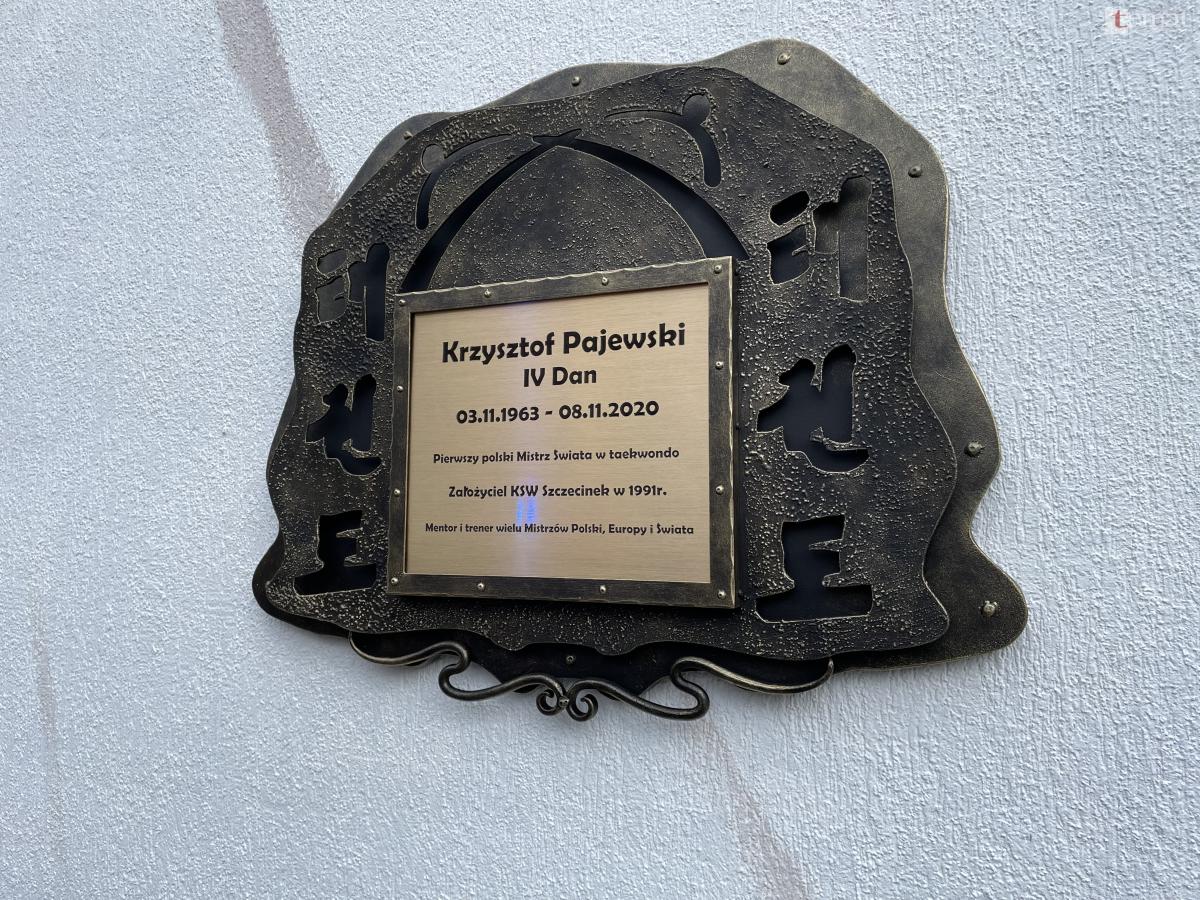 Krzysztof Pajewski
IV Dan
03.11.1963 - 08.11.2020
Pierwszy polski Mistrz Świata w taekwondo
Założyciel KSW Szczecinek w 1991r.
Mentor i trener wielu Mistrzów Polski, Europy i Świata